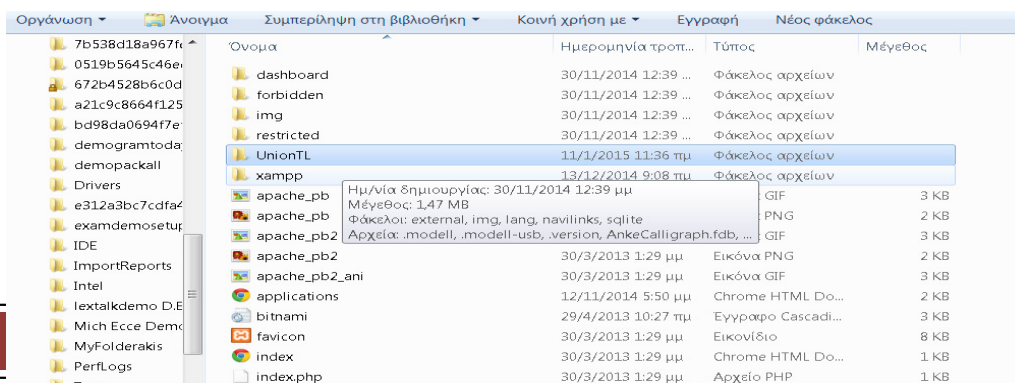 Οργάνωση Άνοιγμα Συμπερίληψη στη βιβλιοθήκη Κοινή χρήση με Εγγραφή Νέος φάκελος
7b538d18a967f
0519b5645c46e
672b4528b6c0d
a21c9c8664f125
bd98da0694f7e
demogramtoda
demopackall
Drivers
e312a3bc7cdfa4
examdemosetup
IDE
ImportReports
Intel
lextalkdemo D.E
Mich Ecce Demo
MyFolderakis
PerfLogs
Όνομα Ημερομηνία τροπ... Τύπος Μέγεθος
dashboard 30/11/2014 12:39 ... Φάκελος αρχείων
forbidden 30/11/2014 12:39 ... Φάκελος αρχείων
img 30/11/2014 12:39 ... Φάκελος αρχείων
restricted 30/11/2014 12:39 ... Φάκελος αρχείων
UnionTL 11/1/2015 11:36 πμ Φάκελος αρχείων
xampp 13/12/2014 9:08 πμ Φάκελος αρχείων
apache_pb GIF 3 KB
apache_pb PNG 2 KB
apache_pb2 GIF 3 KB
Ημ/νία δημιουργίας: 30/11/2014 12:39 μμ
Μέγεθος: 1,47 MB
Φάκελοι: external, img, lang, navilinks, sqlite
Αρχεία: .modell, .modell-usb, .version, AnkeCalligraph.fdb, ...
apache_pb2 30/3/2013 1:29 μμ Εικόνα PNG 2 KB
apache_pb2_ani 30/3/2013 1:29 μμ Εικόνα GIF 3 KB
applications 12/11/2014 5:50 μμ Chrome HTML Do... 2 KB
bitnami 29/4/2013 10:27 πμ Έγγραφο Cascadi... 3 KB
favicon 30/3/2013 1:29 μμ Εικονίδιο 8 KB
index 30/3/2013 1:29 μμ Chrome HTML Do... 1 KB
index.php 30/3/2013 1:29 μμ Αρχείο PHP 1 KB